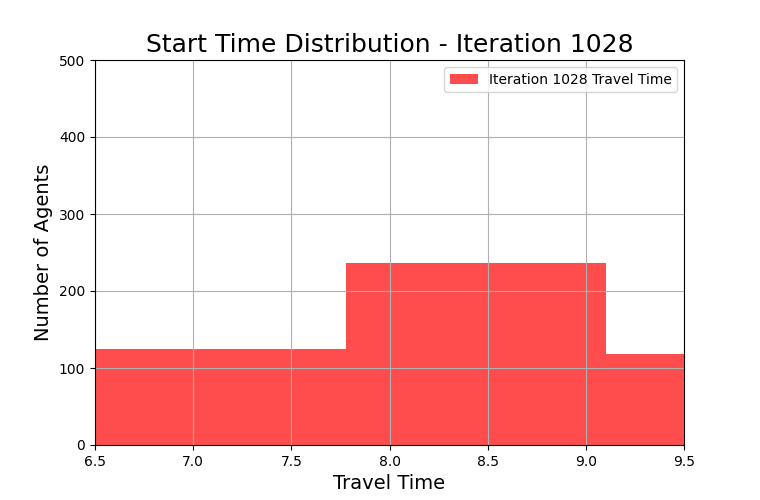 Start Time Distribution - Iteration 1028
Iteration 1028 Travel Time
Number of Agents
500
400
300
200
100
0
6.5 7.0 7.5 8.0 8.5 9.0 9.5
Travel Time